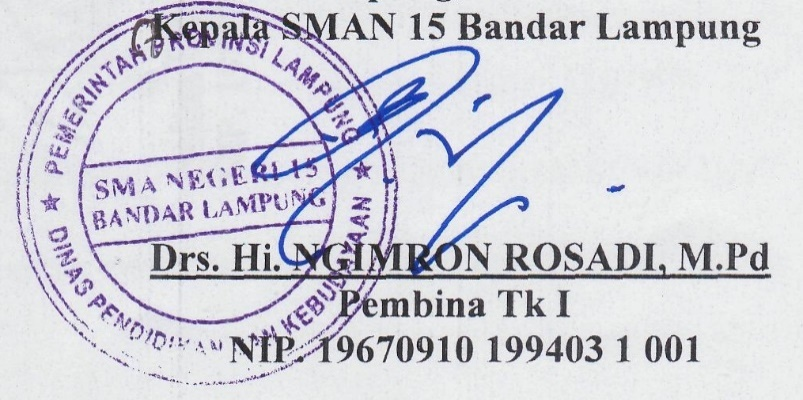 Kepala SMAN 15 Bandar Lampung
PEMERINTAH PROVINSI LAMPUNG
SMA NEGERI 15
BANDAR LAMPUNG
DINAS PENDIDIKAN DAN KEBUDAYAAN
Drs. Hi. NGIMRON ROSADI, M.Pd
Pembina Tk I
NIP. 19670910 199403 1 001